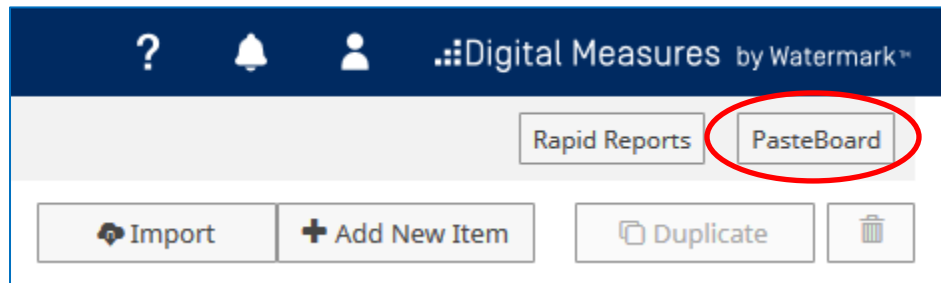 ? Digital Measures by Watermark™
Rapid Reports PasteBoard
Import + Add New Item Duplicate